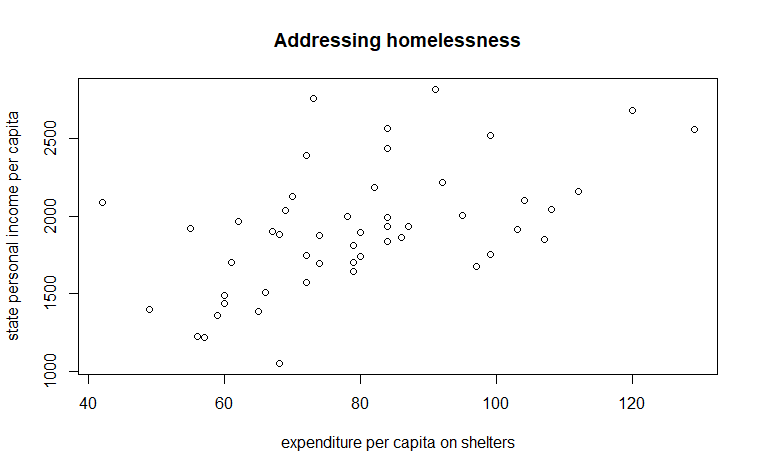 Addressing homelessness
state personal income per capita
2500
2000
1500
1000
40 60 80 100 120
expenditure per capita on shelters